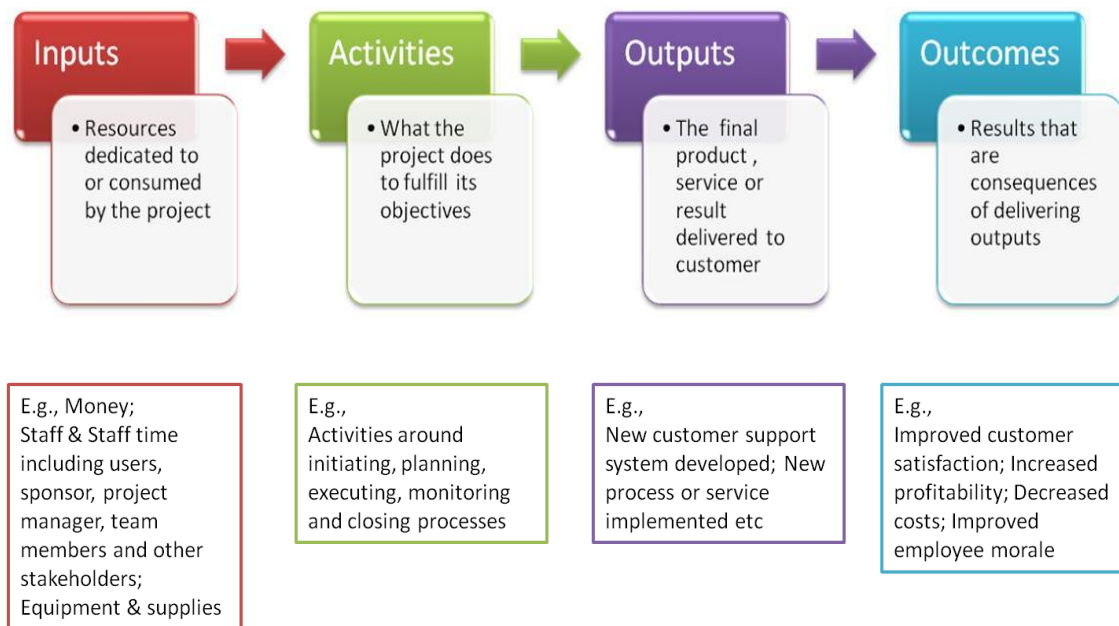 Inputs
• Resources
dedicated to
or consumed
by the project
Activities
• What the
project does
to fulfill its
objectives
Outputs
• The final
product ,
service or
result
delivered to
customer
Outcomes
• Results that
are
consequences
of delivering
outputs
E.g., Money;
Staff & Staff time
including users,
sponsor, project
manager, team
members and other
stakeholders;
Equipment & supplies
E.g.,
Activities around
initiating, planning,
executing, monitoring
and closing processes
E.g.,
New customer support
system developed; New
process or service
implemented etc
E.g.,
Improved customer
satisfaction; Increased
profitability; Decreased
costs; Improved
employee morale